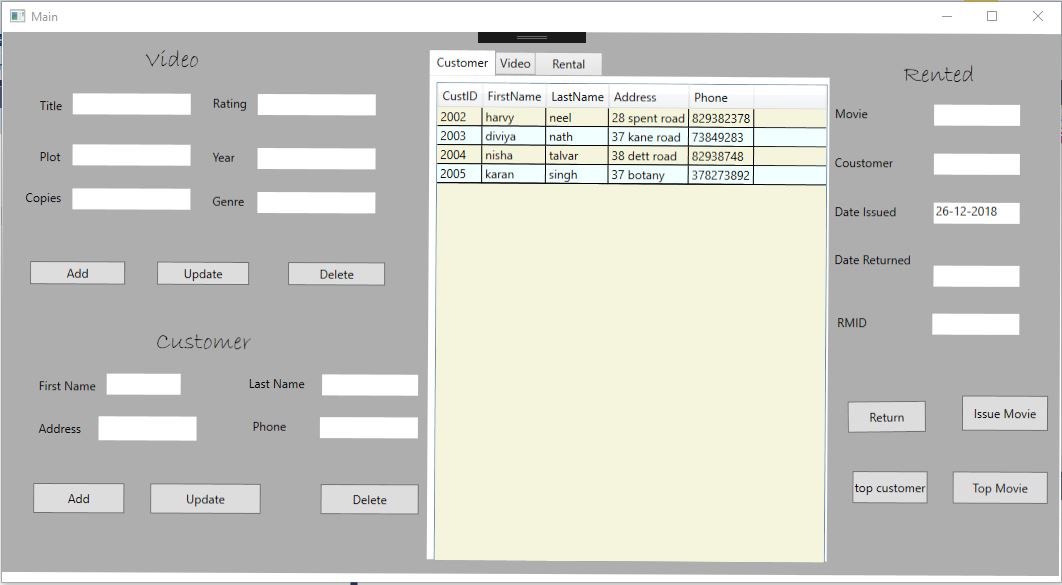 Main
Video
Title
Rating
Plot
Year
Copies
Genre
Add Update Delete
Customer
First Name
Last Name
Address
Phone
Add Update Delete
Customer Video Rental
CustID FirstName LastName Address Phone
2002 harvy neel 28 spent road 829382378
2003 diviya nath 37 kane road 73849283
2004 nisha talvar 38 dett road 82938748
2005 karan singh 37 botany 378273892
Rented
Movie
Coustomer
Date Issued 26-12-2018
Date Returned
RMID
Return Issue Movie
top customer Top Movie